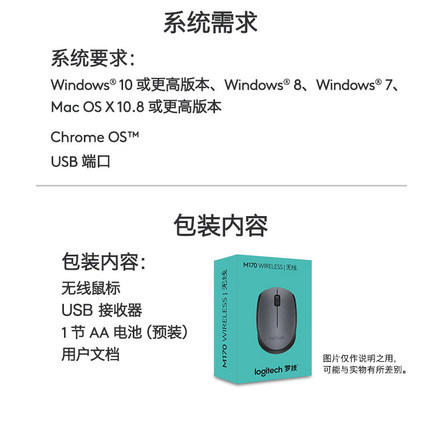 系统需求
系统要求：
Windows® 10 或更高版本、Windows® 8、Windows® 7、
Mac OS X 10.8 或更高版本
Chrome OS™
USB 端口
包装内容
包装内容：
无线鼠标
USB 接收器
1 节 AA 电池（预装）
用户文档
M170 WIRELESS | 无线
M170 WIRELESS | 无线
logitech 罗技
图片仅作说明之用，
可能与实物有所差别。